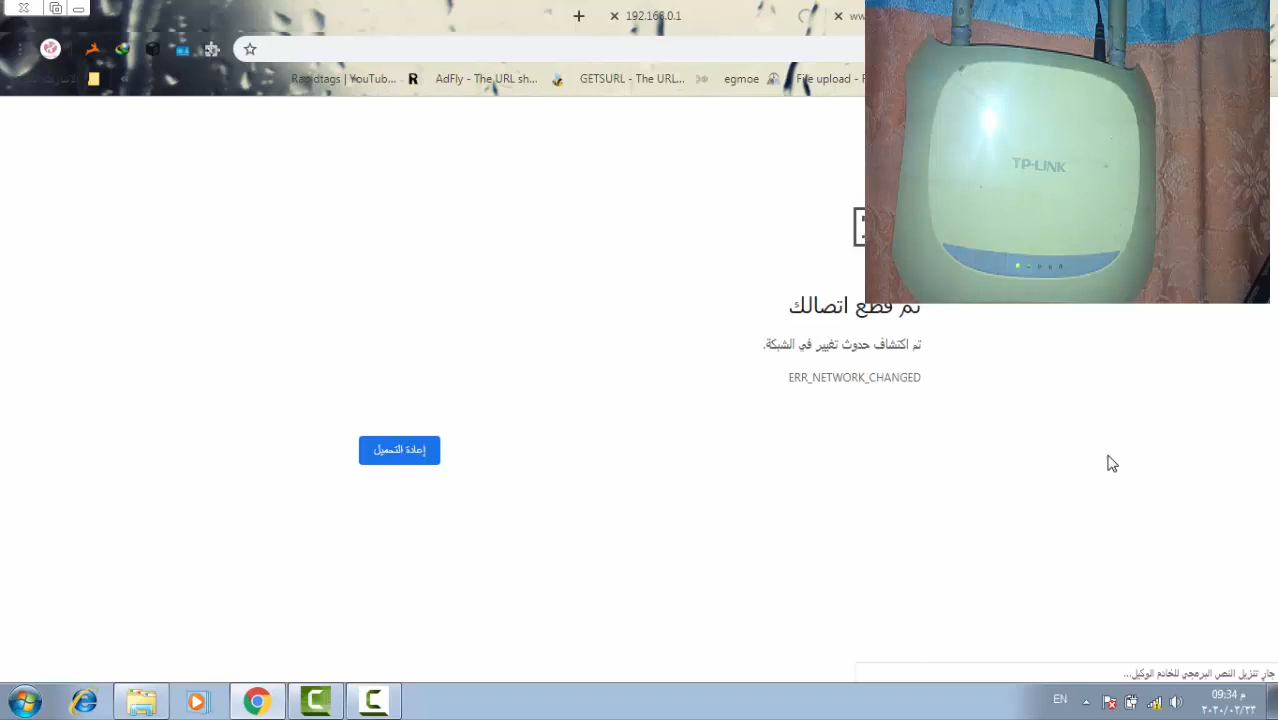 192.168.0.1
ww
Rapidtags | YouTub...
AdFly - The URL sh...
GETSURL - The URL...
egmoe
File upload - F
TP-LINK
تم قطع اتصالك
تم اكتشاف حدوث تغيير في الشبكة.
ERR_NETWORK_CHANGED
إعادة التحميل
جارٍ تنزيل النص البرمجي للخادم الوكيل...
EN
09:34 م